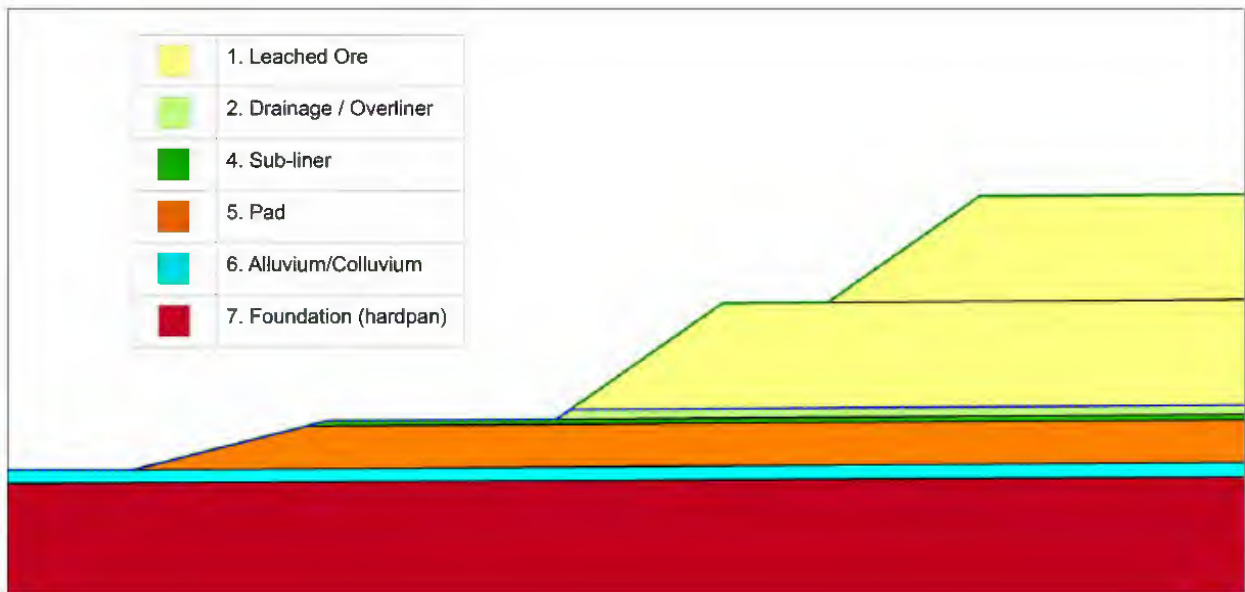 1. Leached Ore
2. Drainage / Overliner
4. Sub-liner
5. Pad
6. Alluvium/Colluvium
7. Foundation (hardpan)